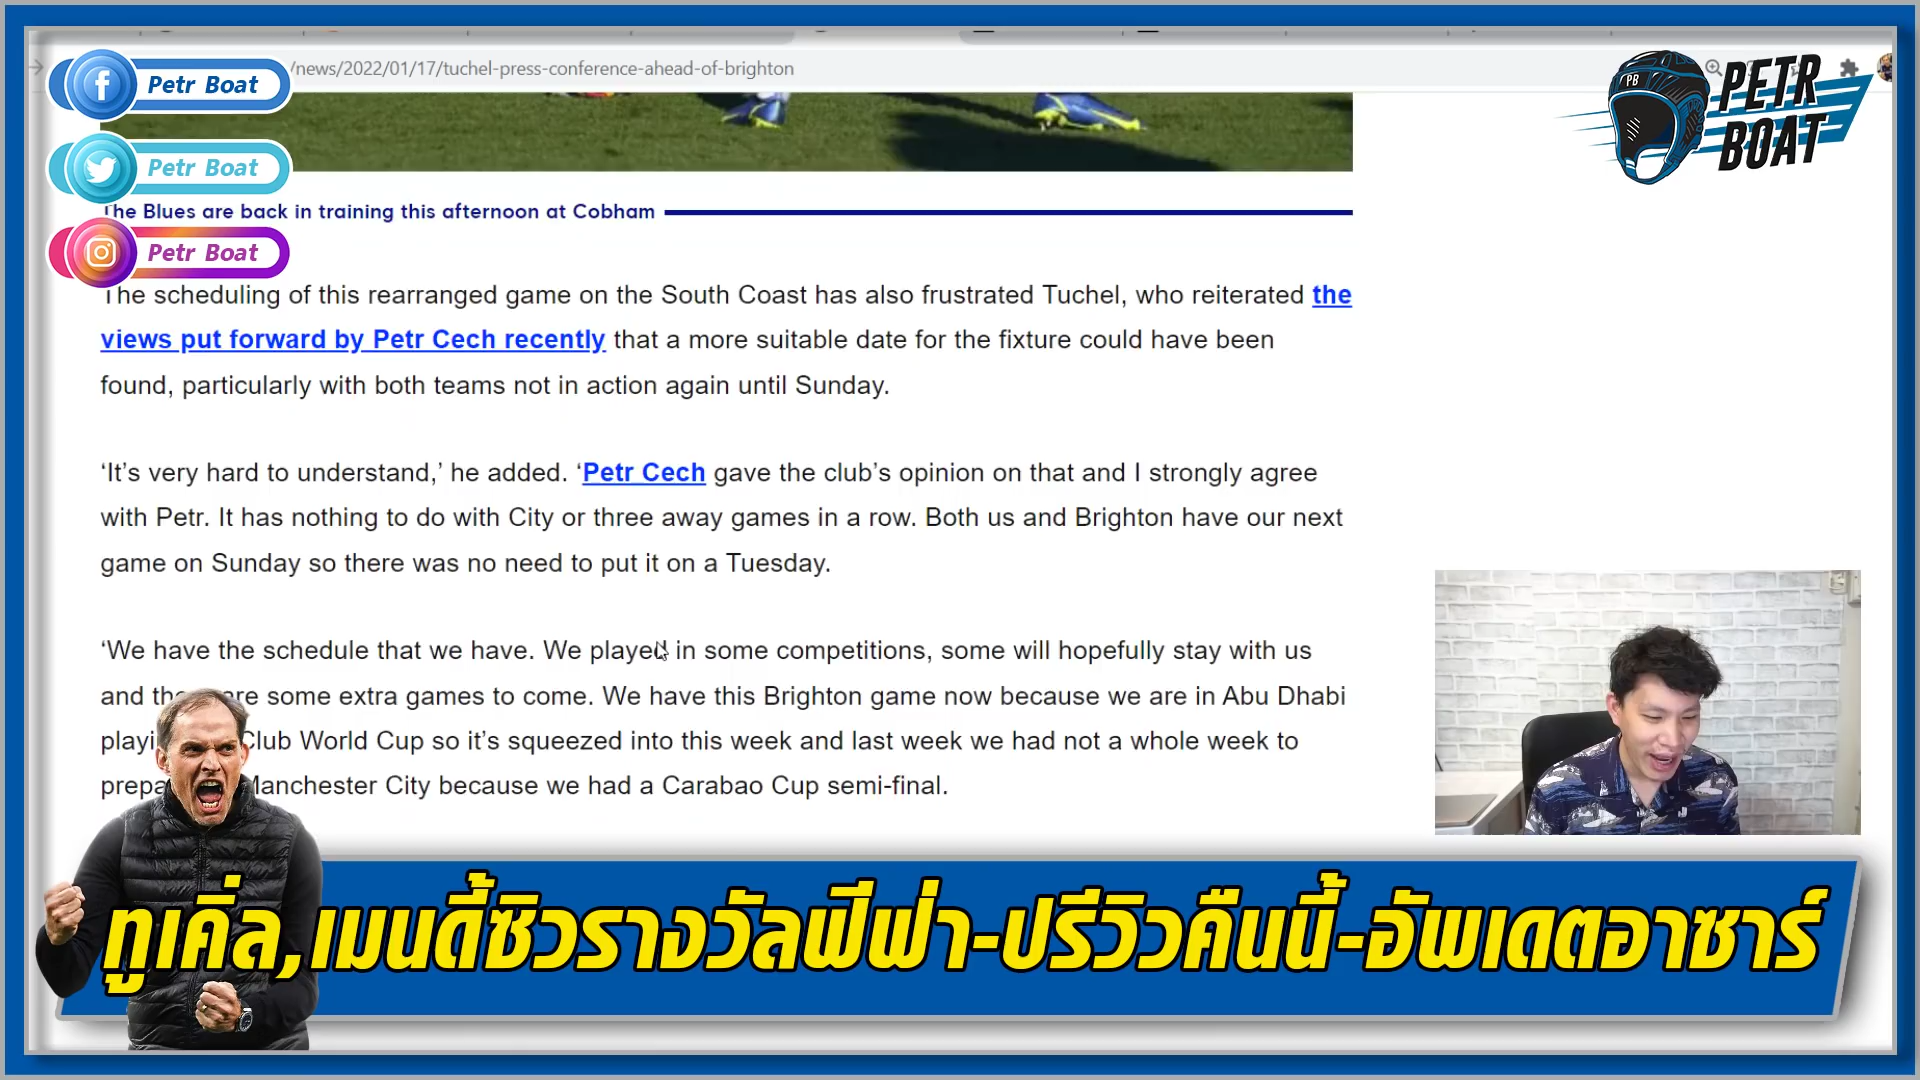 /news/2022/01/17/tuchel-press-conference-ahead-of-brighton
Petr Boat
Petr Boat
Petr Boat
PB
PETR
BOAT
The Blues are back in training this afternoon at Cobham
The scheduling of this rearranged game on the South Coast has also frustrated Tuchel, who reiterated the
views put forward by Petr Cech recently that a more suitable date for the fixture could have been
found, particularly with both teams not in action again until Sunday.
‘It’s very hard to understand,’ he added. ‘Petr Cech gave the club’s opinion on that and I strongly agree
with Petr. It has nothing to do with City or three away games in a row. Both us and Brighton have our next
game on Sunday so there was no need to put it on a Tuesday.
‘We have the schedule that we have. We played in some competitions, some will hopefully stay with us
and the are some extra games to come. We have this Brighton game now because we are in Abu Dhabi
playi Club World Cup so it’s squeezed into this week and last week we had not a whole week to
prepa Manchester City because we had a Carabao Cup semi-final.
ทูเคิ่ล,เมนดี้ซิวรางวัลฟีฟ่า-ปรีวิวคืนนี้-อัพเดตอาซาร์